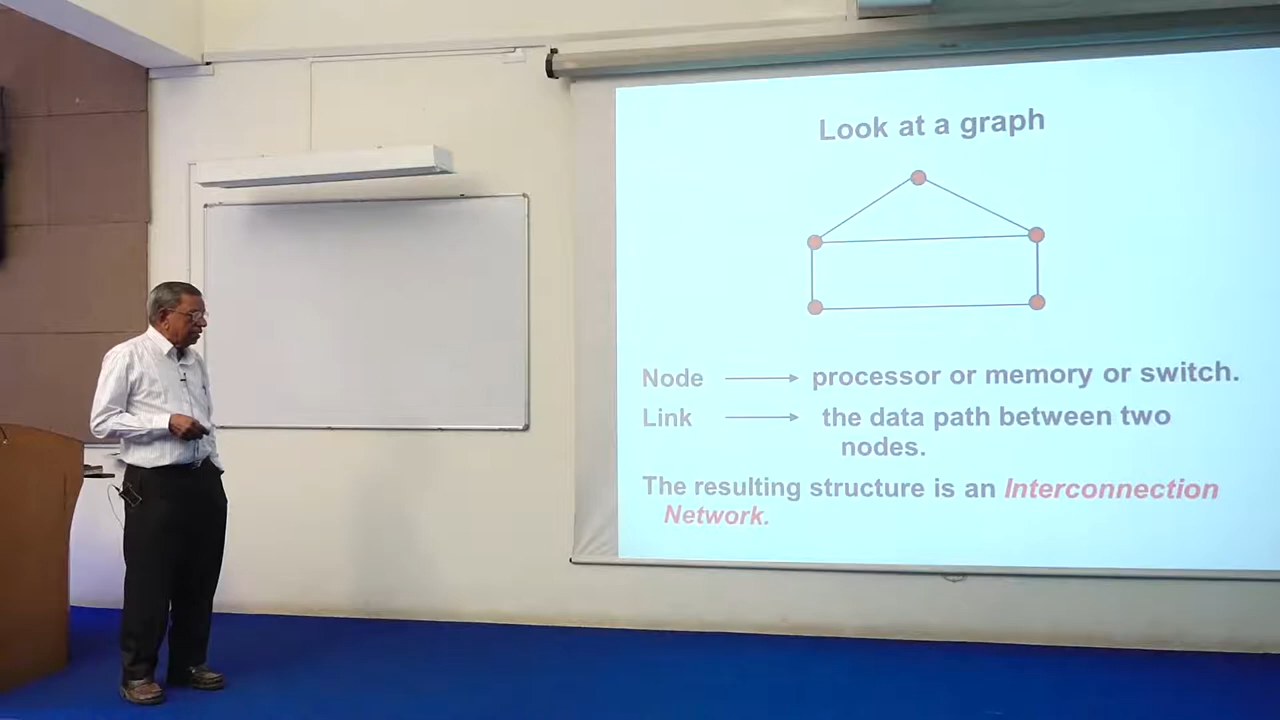 Look at a graph
Node processor or memory or switch.
Link the data path between two
nodes.
The resulting structure is an Interconnection
Network.